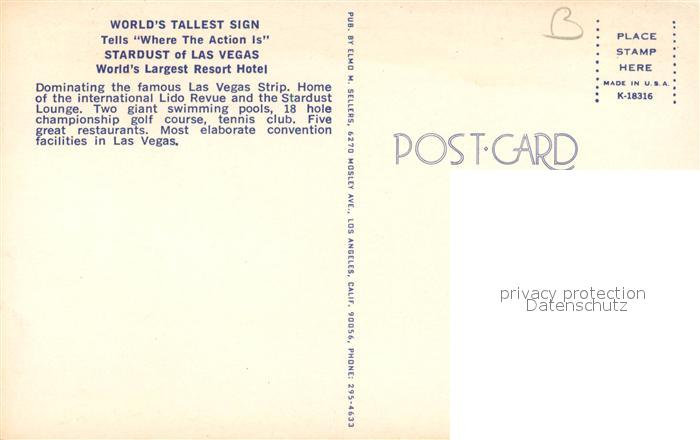 WORLD'S TALLEST SIGN
Tells "Where The Action Is"
STARDUST of LAS VEGAS
World's Largest Resort Hotel
Dominating the famous Las Vegas Strip. Home
of the international Lido Revue and the Stardust
Lounge. Two giant swimming pools, 18 hole
championship golf course, tennis club. Five
great restaurants. Most elaborate convention
facilities in Las Vegas.
PUB. BY ELMO M. SELLERS, 6270 MOSLEY AVE., LOS ANGELES, CALIF. 90056, PHONE: 295-4633
B
PLACE
STAMP
HERE
MADE IN U.S.A.
K-18316
POST·CARD
privacy protection
Datenschutz